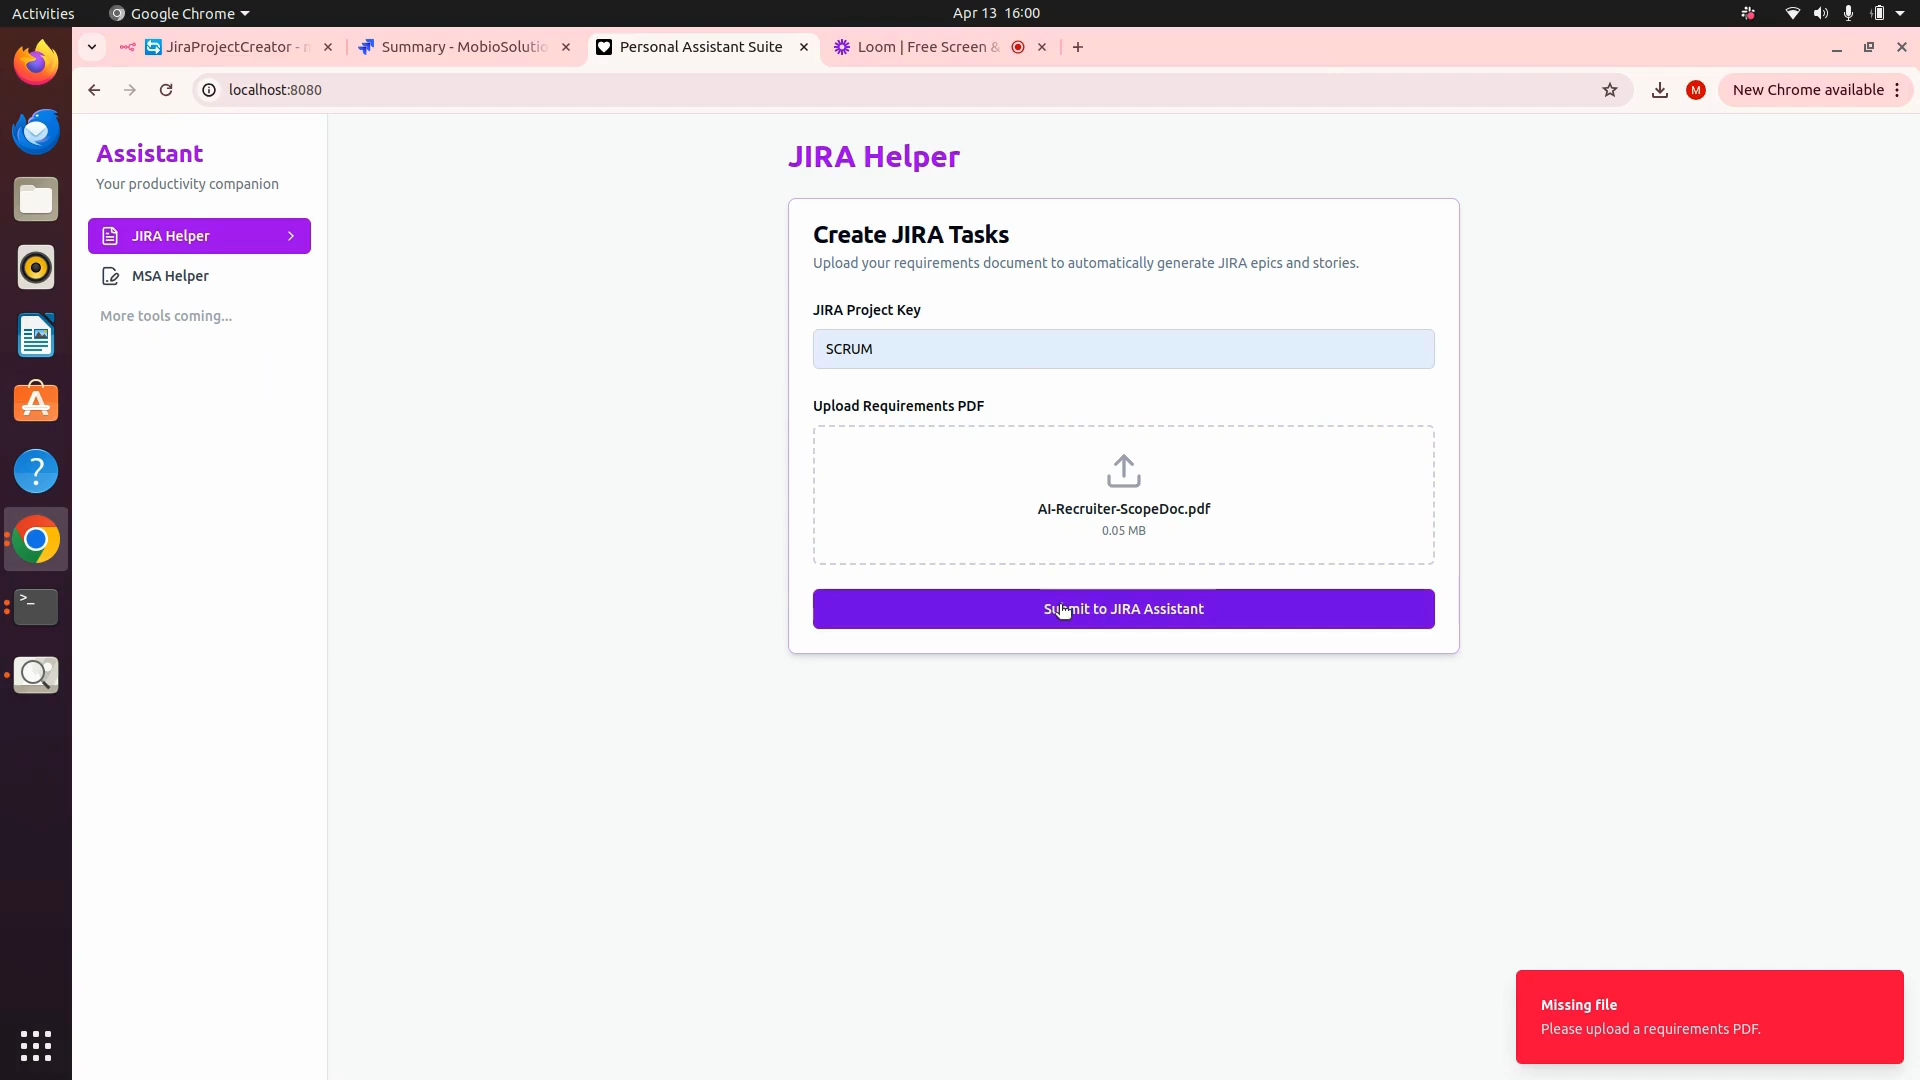 Activities
Google Chrome
Apr 13 16:00
JiraProjectCreator -
Summary - MobioSolutio
Personal Assistant Suite
Loom | Free Screen &
localhost:8080
M
New Chrome available
Assistant
Your productivity companion
JIRA Helper
MSA Helper
More tools coming...
JIRA Helper
Create JIRA Tasks
Upload your requirements document to automatically generate JIRA epics and stories.
JIRA Project Key
SCRUM
Upload Requirements PDF
AI-Recruiter-ScopeDoc.pdf
0.05 MB
Submit to JIRA Assistant
Missing file
Please upload a requirements PDF.